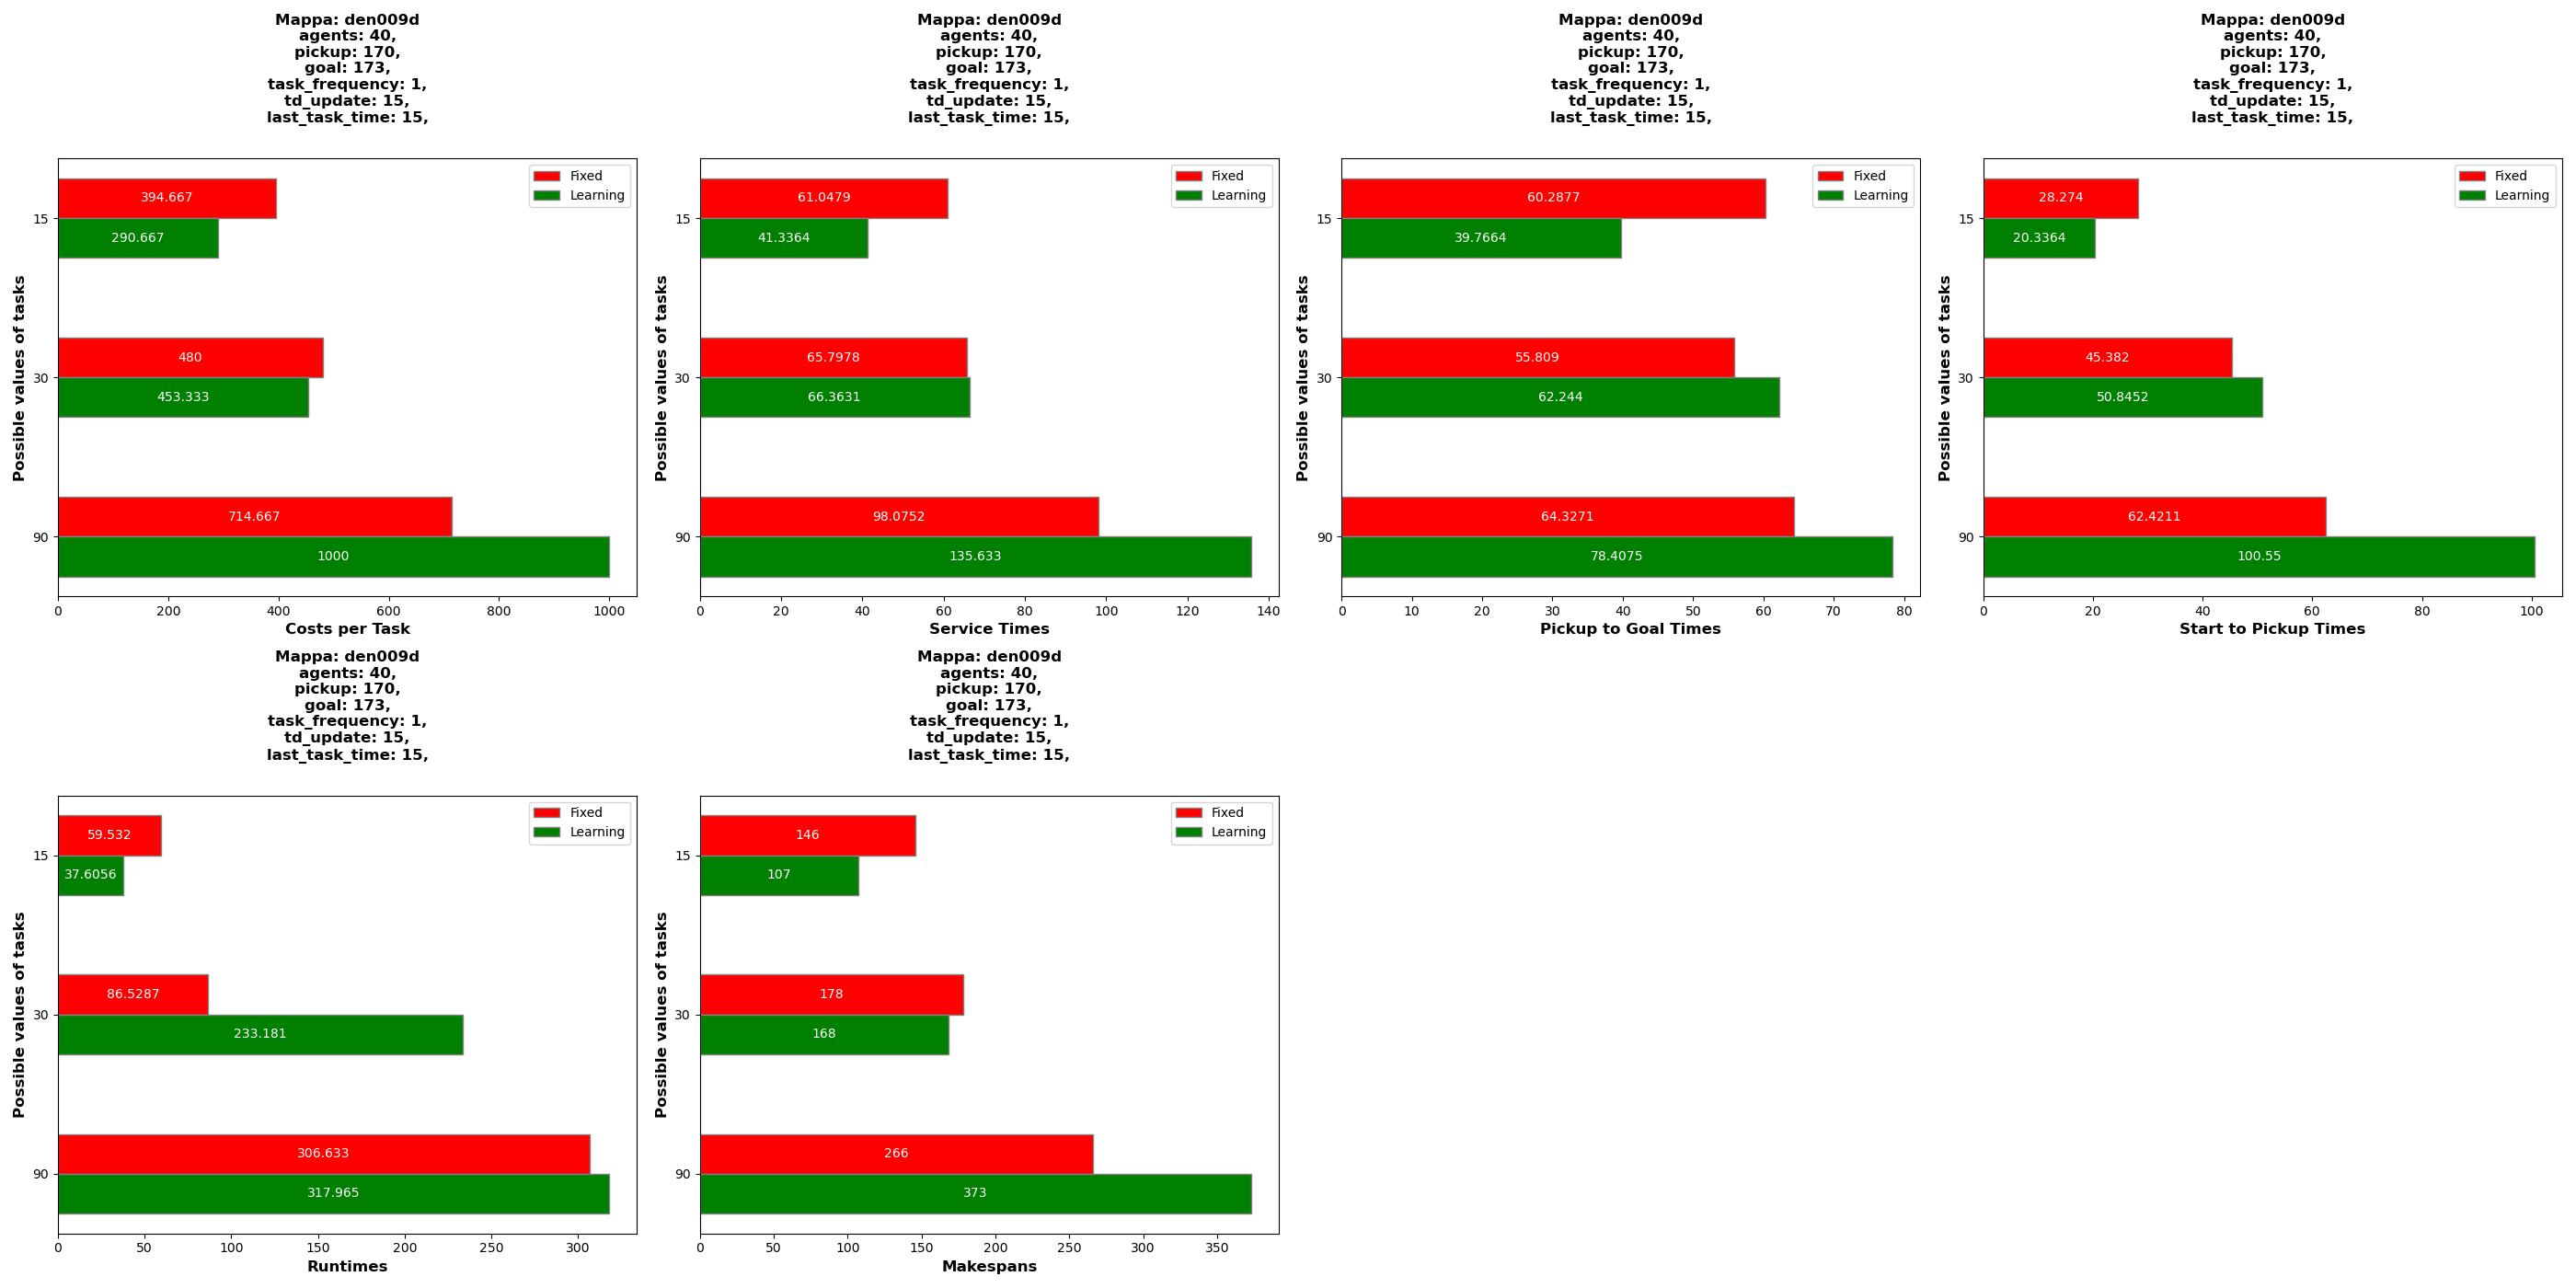 Mappa: den009d
agents: 40,
pickup: 170,
goal: 173,
task_frequency: 1,
td_update: 15,
last_task_time: 15,
Fixed
Learning
394.667
15
290.667
480
30
453.333
714.667
90
1000
Possible values of tasks
0 200 400 600 800 1000
Costs per Task
Mappa: den009d
agents: 40,
pickup: 170,
goal: 173,
task_frequency: 1,
td_update: 15,
last_task_time: 15,
Fixed
Learning
61.0479
15
41.3364
65.7978
30
66.3631
98.0752
90
135.633
Possible values of tasks
0 20 40 60 80 100 120 140
Service Times
Mappa: den009d
agents: 40,
pickup: 170,
goal: 173,
task_frequency: 1,
td_update: 15,
last_task_time: 15,
Fixed
Learning
60.2877
15
39.7664
55.809
30
62.244
64.3271
90
78.4075
Possible values of tasks
0 10 20 30 40 50 60 70 80
Pickup to Goal Times
Mappa: den009d
agents: 40,
pickup: 170,
goal: 173,
task_frequency: 1,
td_update: 15,
last_task_time: 15,
Fixed
Learning
28.274
15
20.3364
45.382
30
50.8452
62.4211
90
100.55
Possible values of tasks
0 20 40 60 80 100
Start to Pickup Times
Mappa: den009d
agents: 40,
pickup: 170,
goal: 173,
task_frequency: 1,
td_update: 15,
last_task_time: 15,
Fixed
Learning
59.532
15
37.6056
86.5287
30
233.181
306.633
90
317.965
Possible values of tasks
0 50 100 150 200 250 300
Runtimes
Mappa: den009d
agents: 40,
pickup: 170,
goal: 173,
task_frequency: 1,
td_update: 15,
last_task_time: 15,
Fixed
Learning
146
15
107
178
30
168
266
90
373
Possible values of tasks
0 50 100 150 200 250 300 350
Makespans